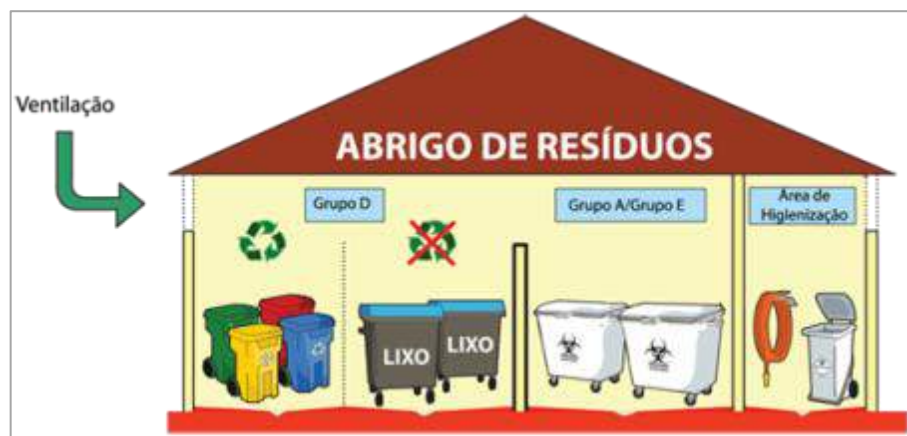 Ventilação
ABRIGO DE RESÍDUOS
Grupo D
Grupo A/Grupo E
Área de
Higienização
LIXO
LIXO